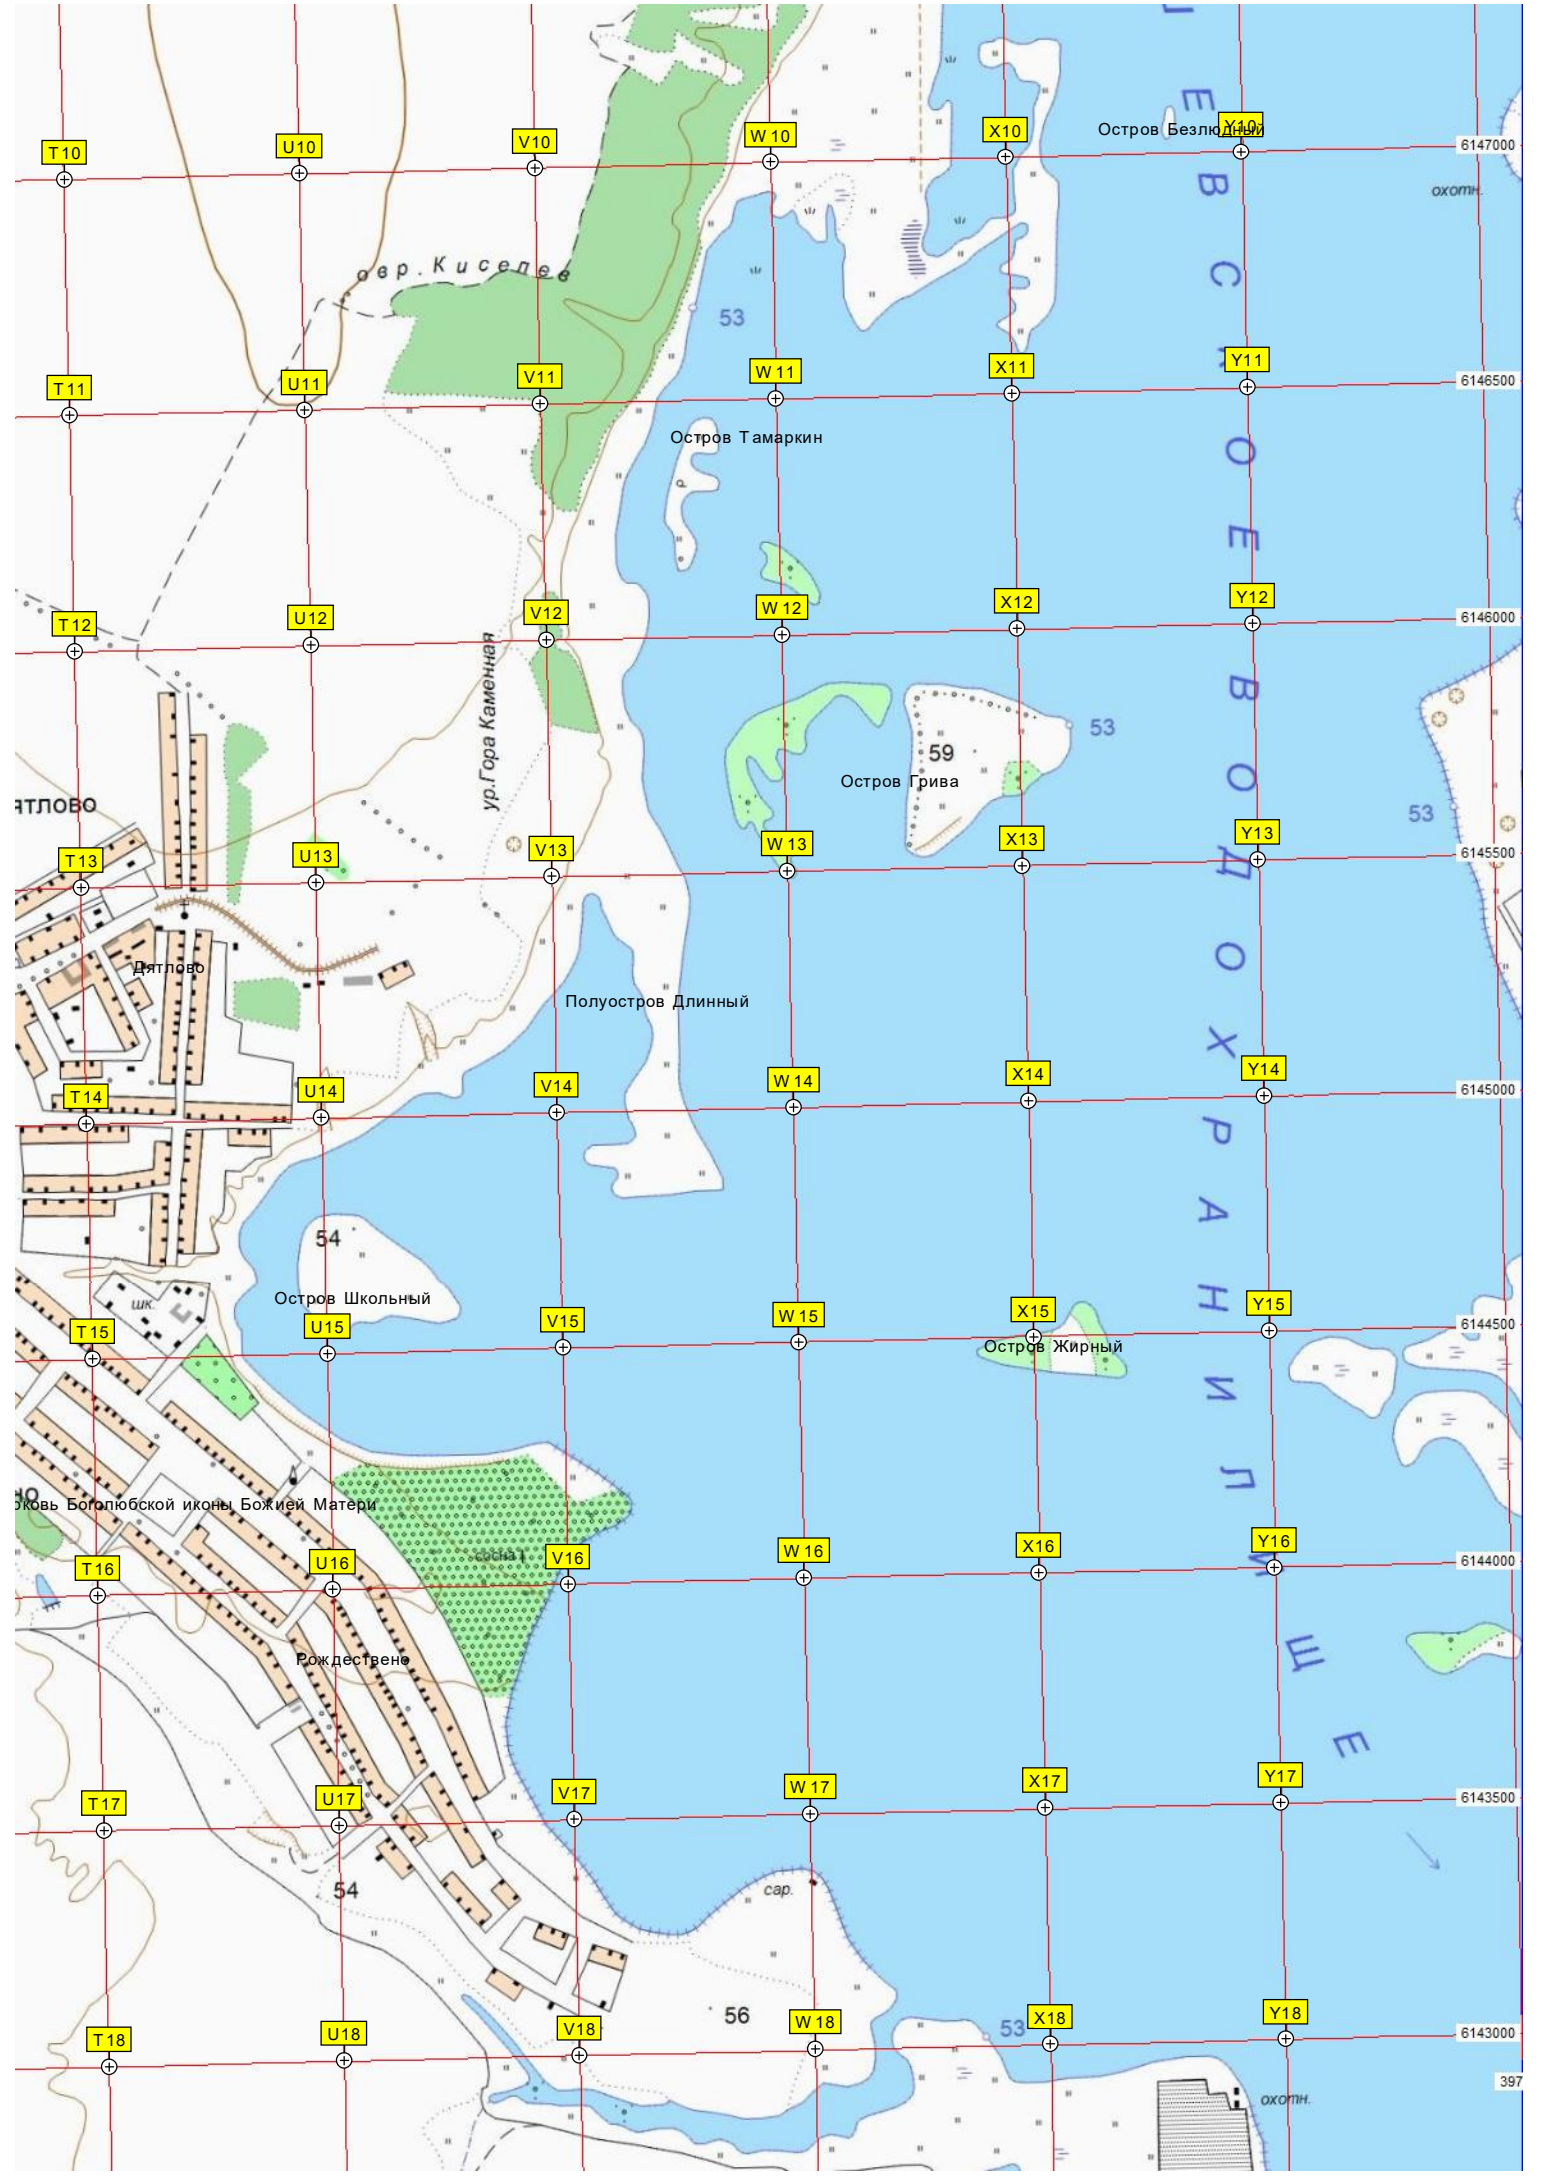 T10 U10 V10 W10 X10 Остров Безлюдный Y10 6147000
охотн.
овр. Киселев
53
T11 U11 V11 W11 X11 Y11 6146500
Остров Тамаркин
T12 U12 V12 W12 X12 Y12 6146000
ур.Гора Каменная
53
59
Остров Грива
ЯТЛОВО
53
T13 U13 V13 W13 X13 Y13 6145500
Дятлово
Полуостров Длинный
T14 U14 V14 W14 X14 Y14 6145000
54
Остров Школьный
шк.
T15 U15 V15 W15 X15 Y15 6144500
Остров Жирный
НО
рковь Боголюбской иконы Божией Матери
сосна
T16 U16 V16 W16 X16 Y16 6144000
Рождествено
T17 U17 V17 W17 X17 Y17 6143500
54
сар.
56
53
T18 U18 V18 W18 X18 Y18 6143000
397
охотн.
ЕВСКОЕ ВОДОХРАНИЛИЩЕ